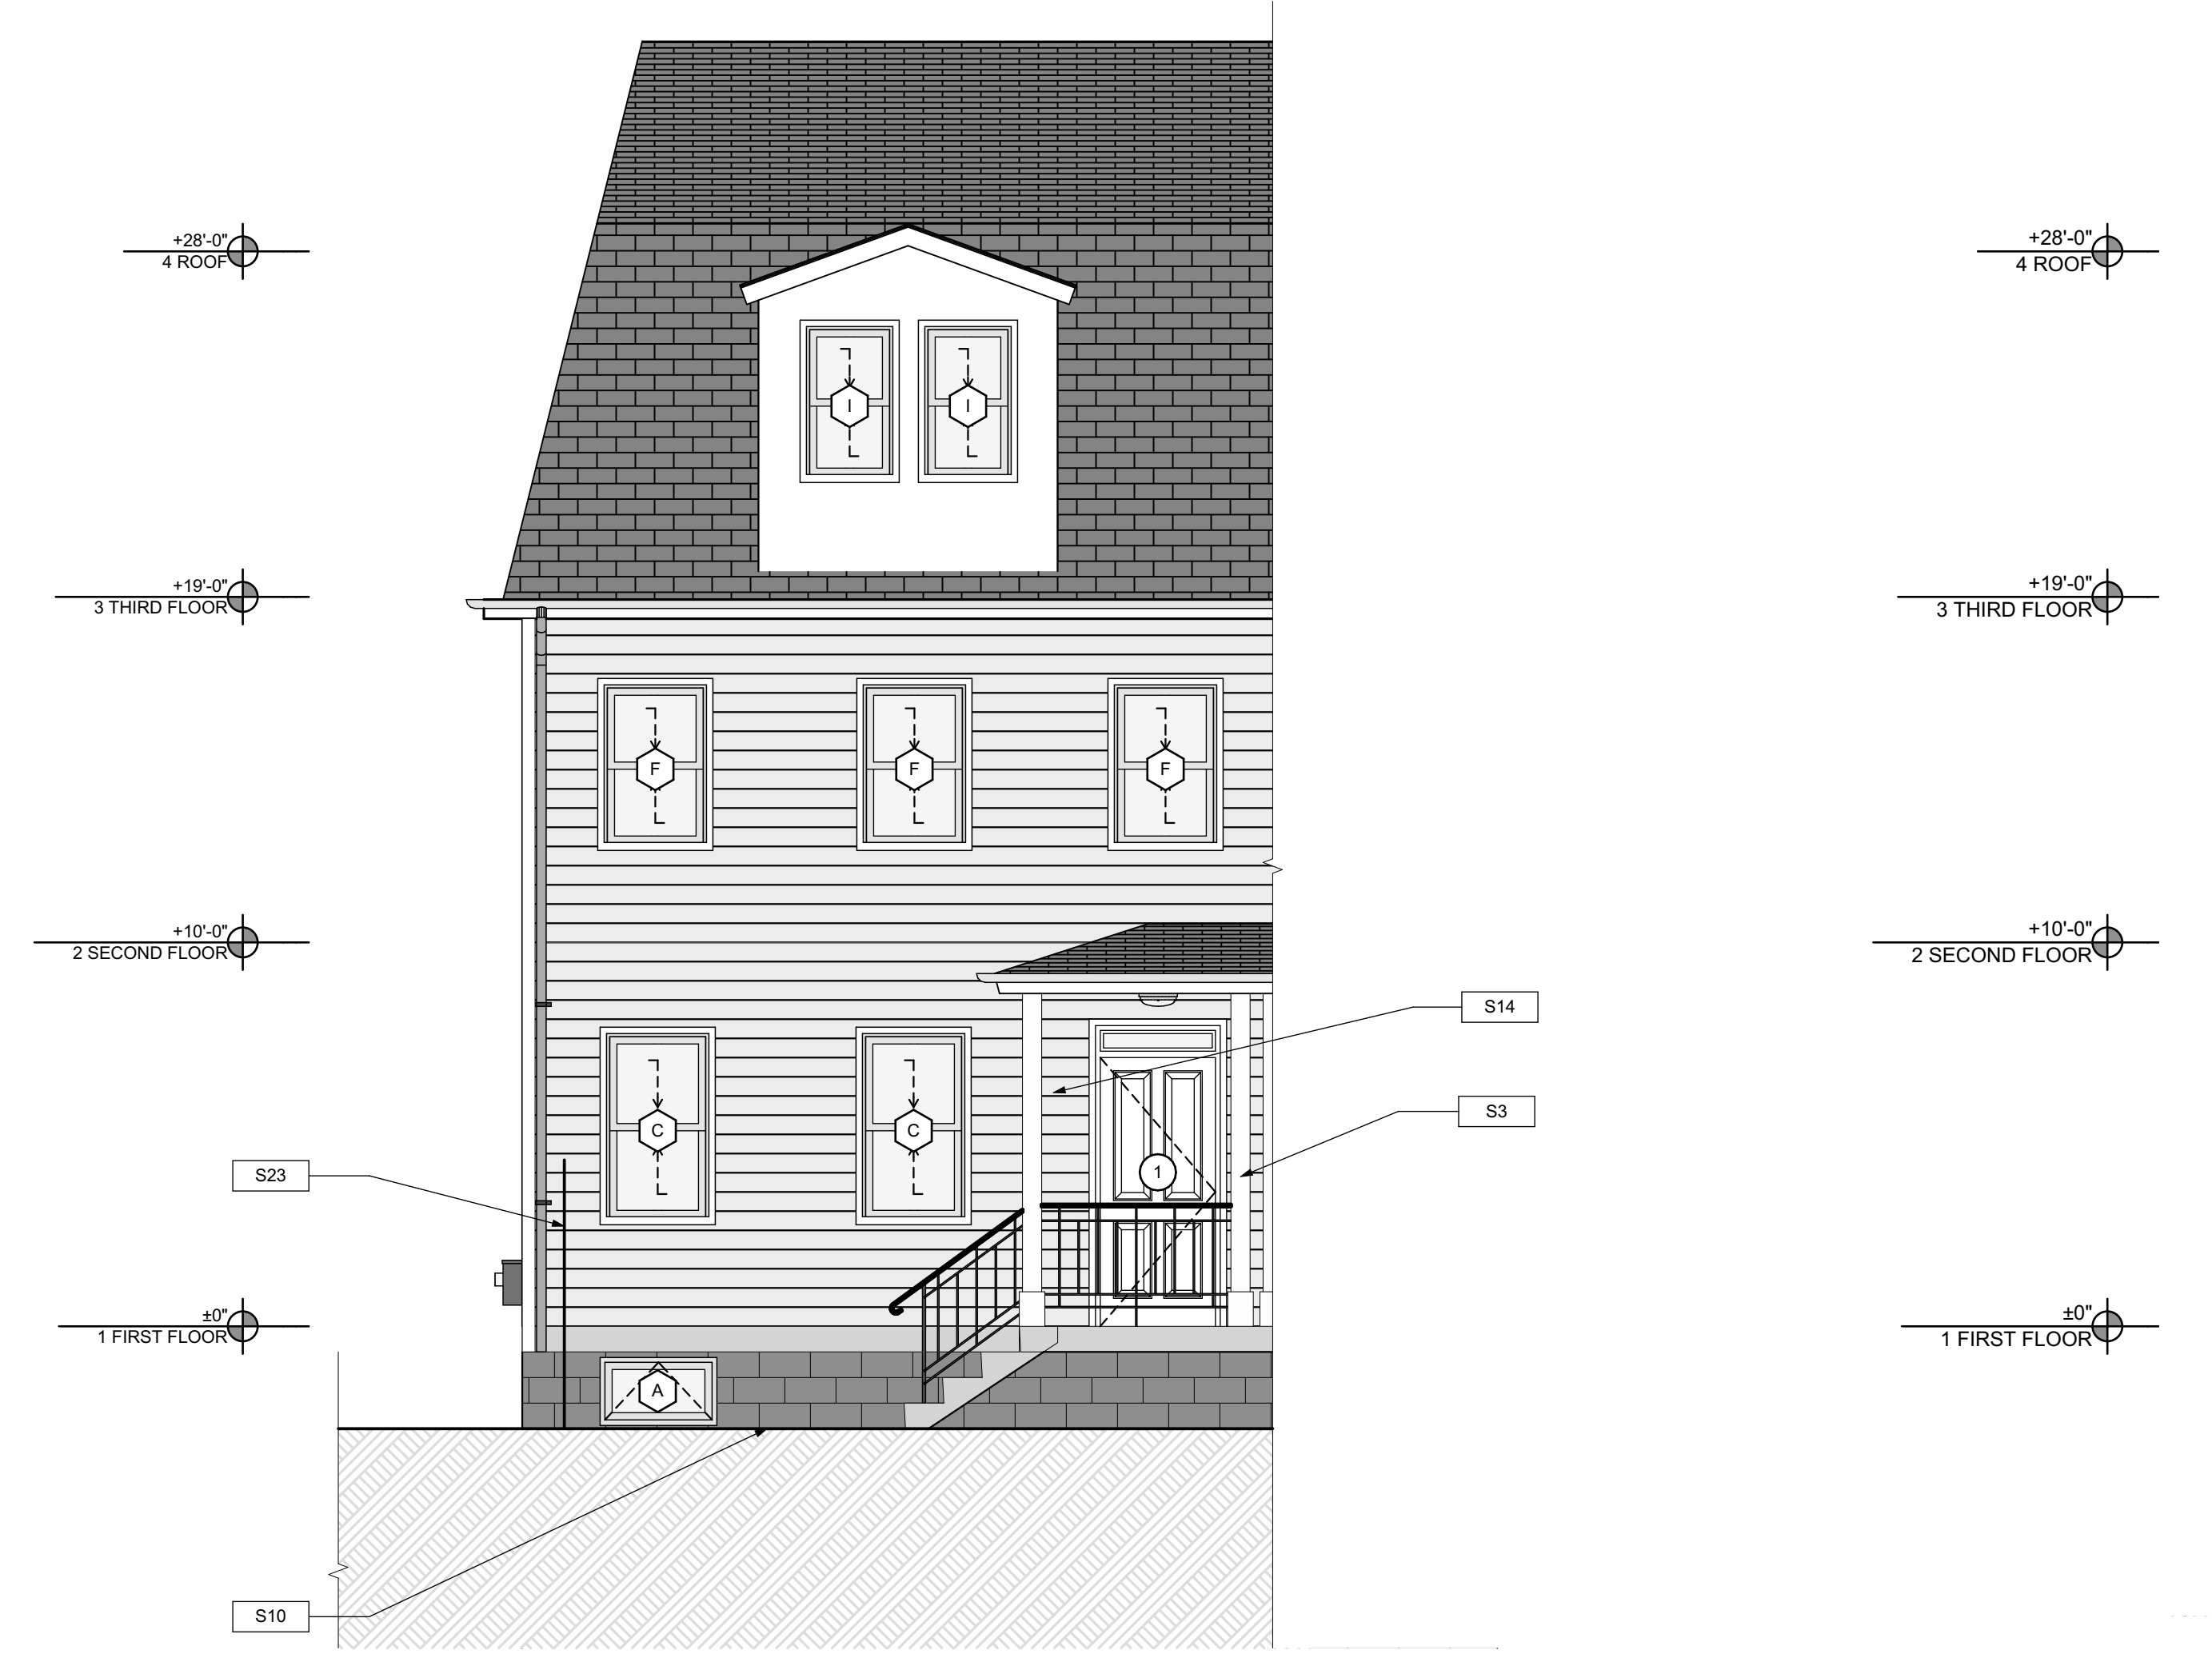 +28'-0"
4 ROOF
+28'-0"
4 ROOF
I
I
+19'-0"
3 THIRD FLOOR
+19'-0"
3 THIRD FLOOR
F
F
F
+10'-0"
2 SECOND FLOOR
+10'-0"
2 SECOND FLOOR
S14
S3
C
C
1
S23
±0"
1 FIRST FLOOR
±0"
1 FIRST FLOOR
A
S10